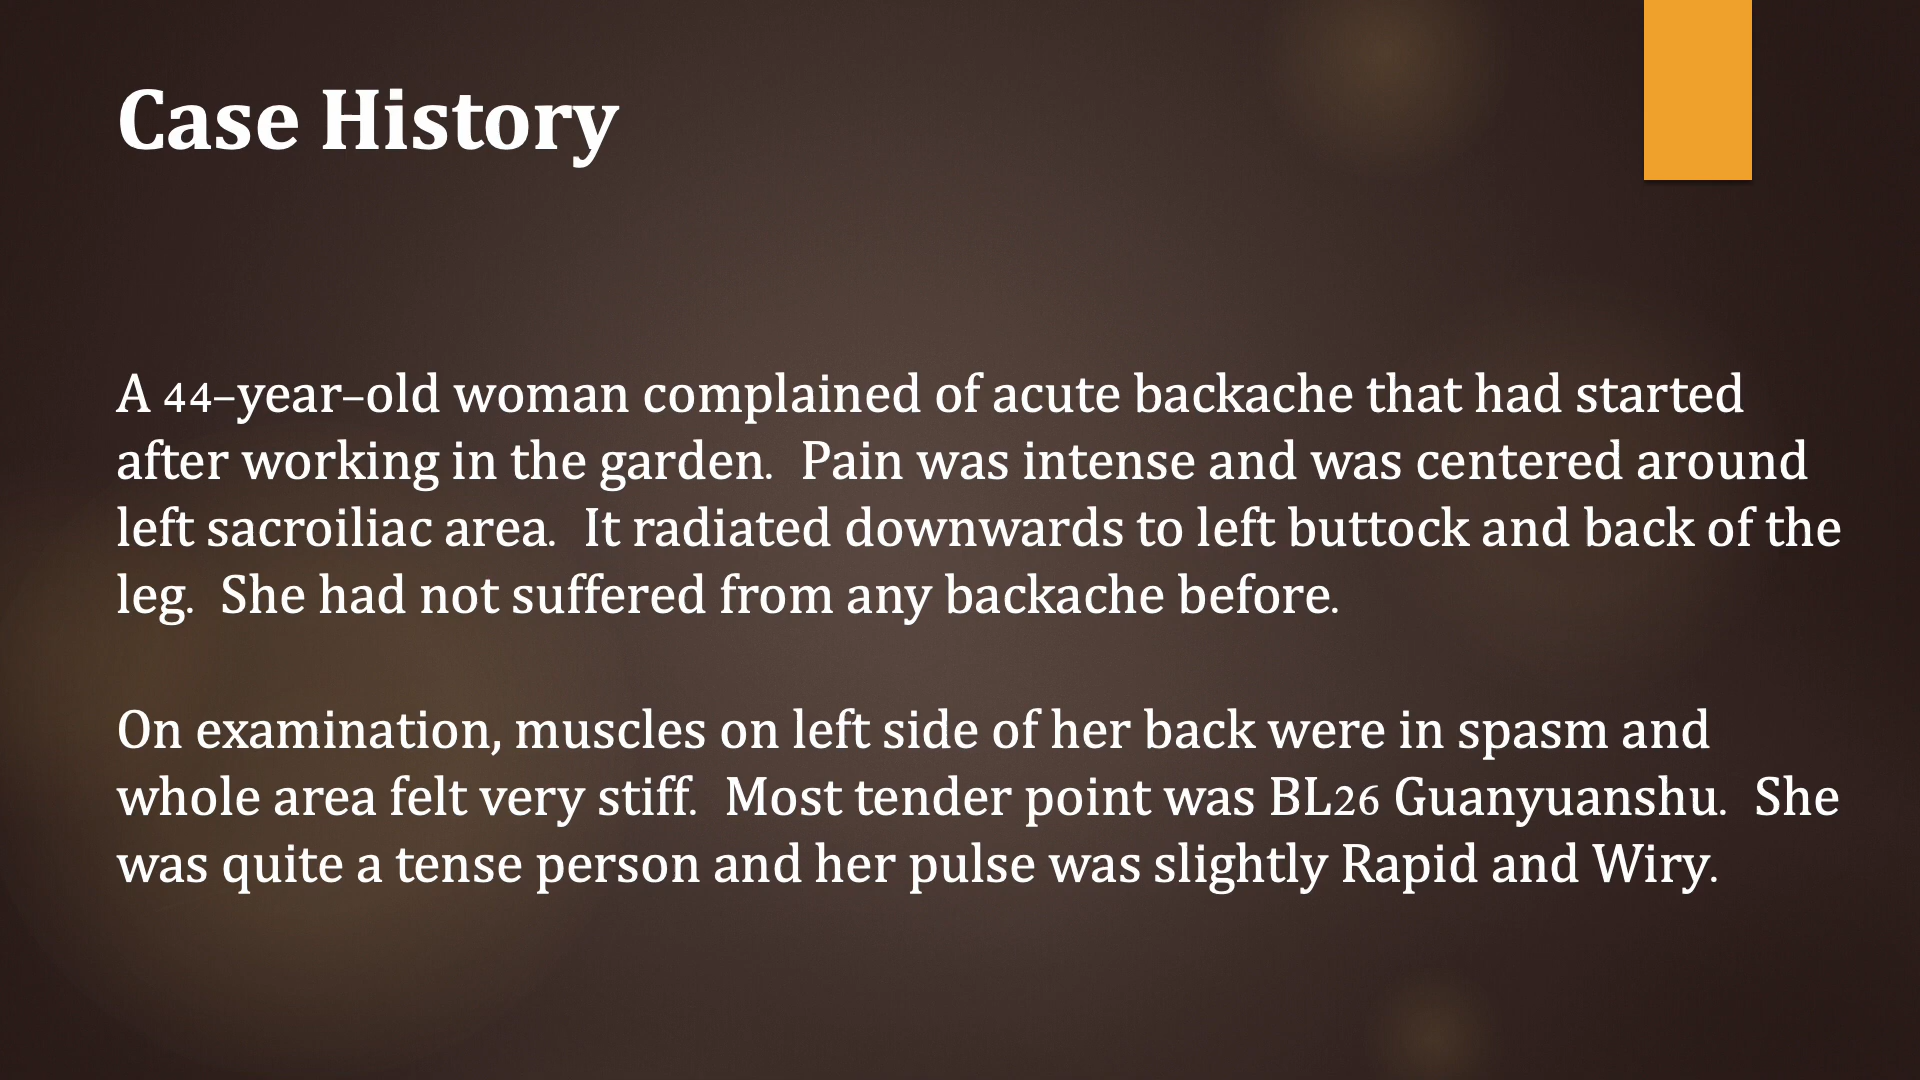 Case History
A 44–year–old woman complained of acute backache that had started
after working in the garden.  Pain was intense and was centered around
left sacroiliac area.  It radiated downwards to left buttock and back of the
leg.  She had not suffered from any backache before.
On examination, muscles on left side of her back were in spasm and
whole area felt very stiff.  Most tender point was BL26 Guanyuanshu.  She
was quite a tense person and her pulse was slightly Rapid and Wiry.